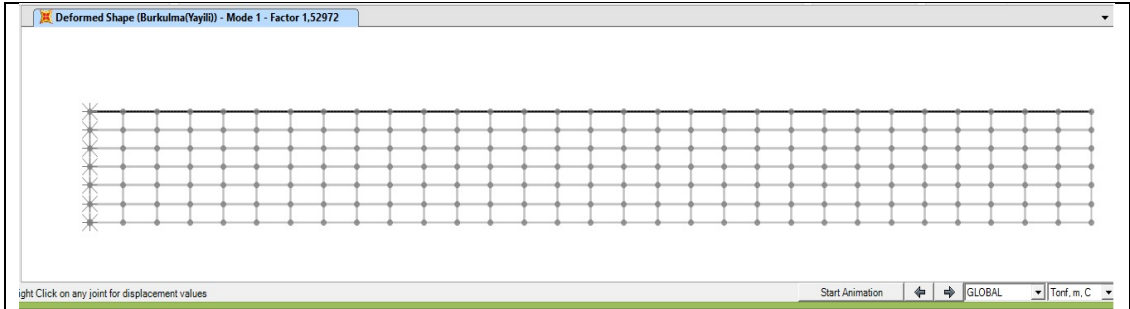 Deformed Shape (Burkulma(Yayili)) - Mode 1 - Factor 1,52972
ight Click on any joint for displacement values
Start Animation
GLOBAL
Tonf, m, C